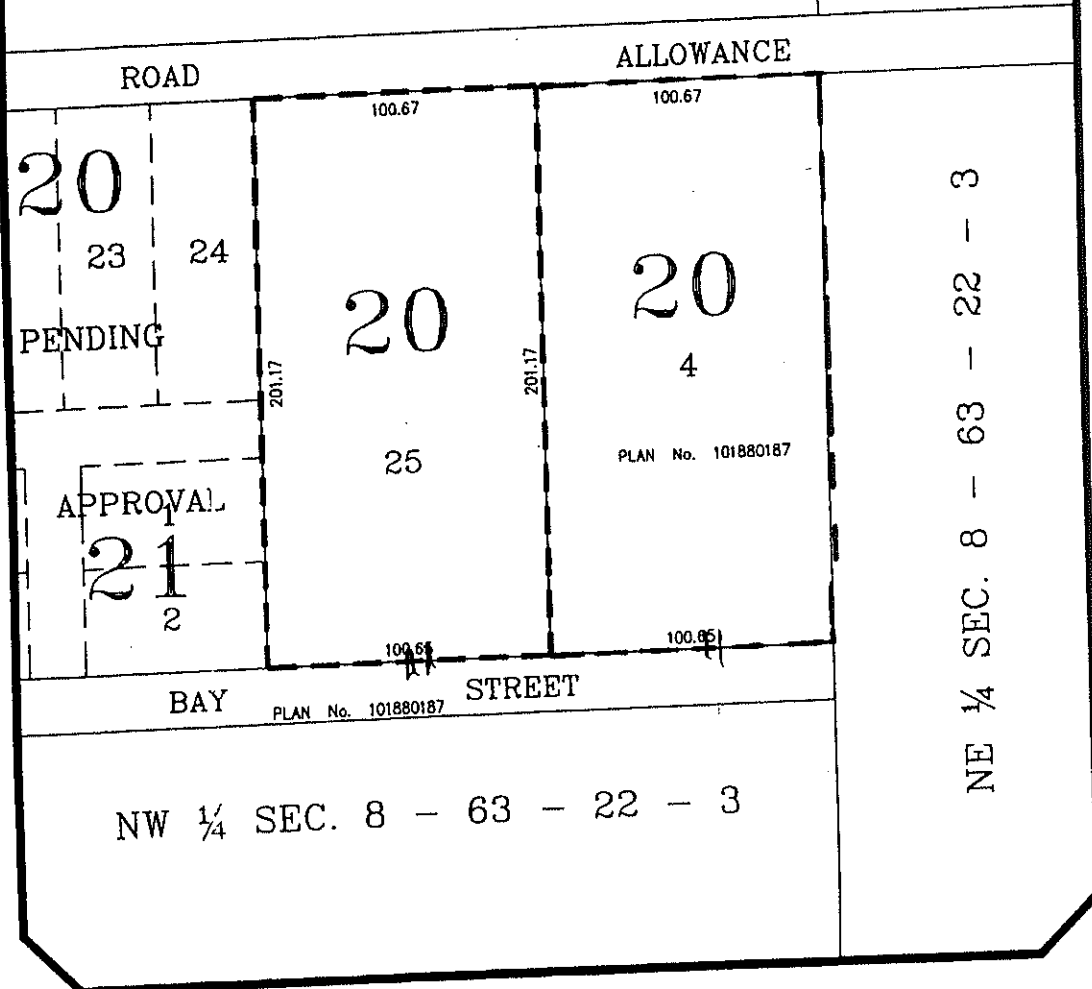 ROAD ALLOWANCE
100.67 100.67
20
23 24
PENDING
20
25
201.17
201.17
20
4
PLAN No. 101880187
APPROVAL
1
21
2
100.65
BAY STREET
PLAN No. 101880187
NW ¼ SEC. 8 – 63 – 22 – 3
NE ¼ SEC. 8 – 63 – 22 – 3